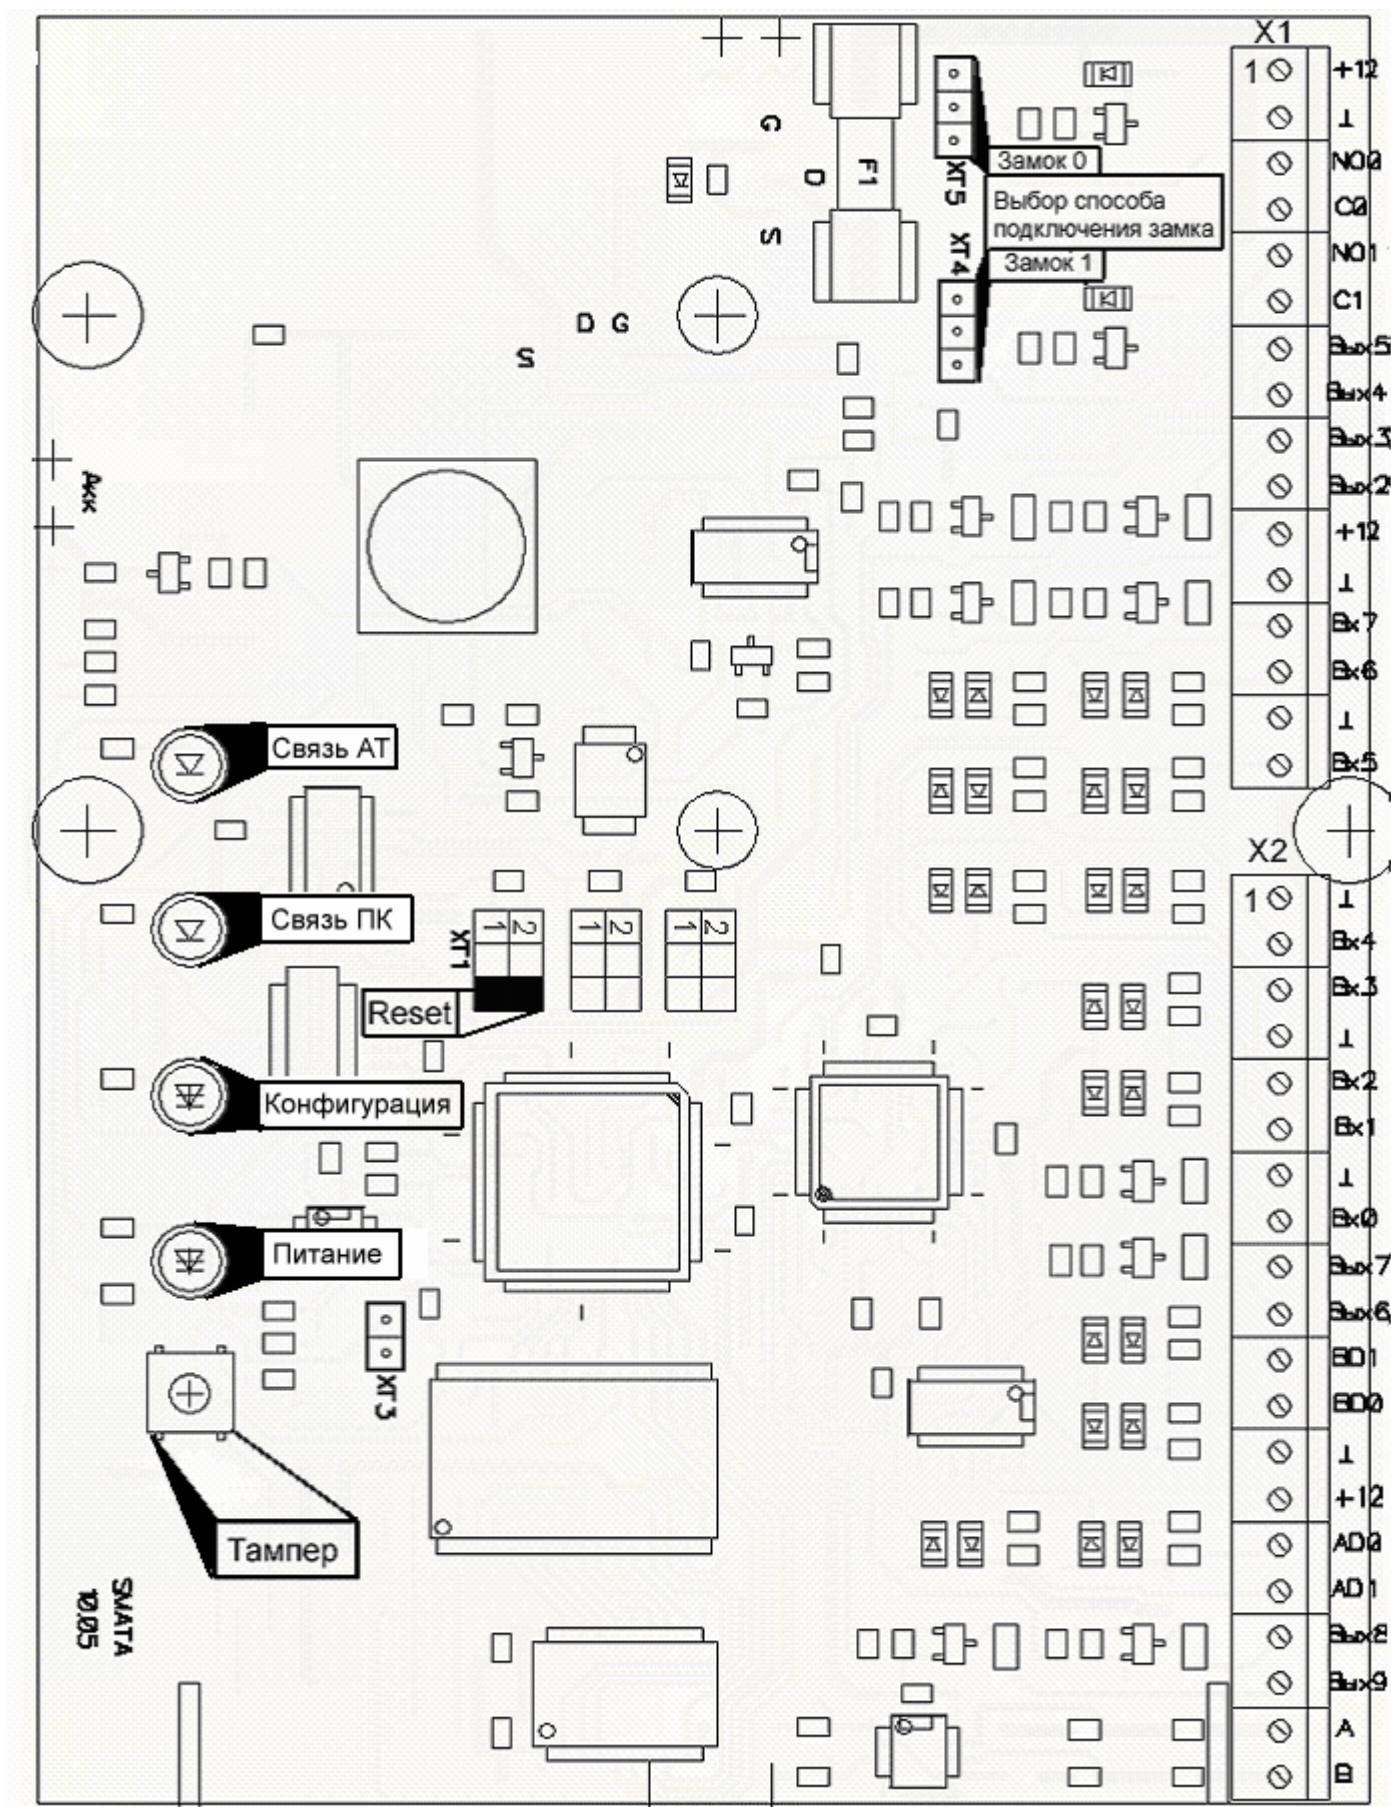 X1
1
+12
⊥
NO0
C0
NO1
C1
Вых5
Вых4
Вых3
Вых2
+12
⊥
Вх7
Вх6
⊥
Вх5
X2
1
⊥
Вх4
Вх3
⊥
Вх2
Вх1
⊥
Вх0
Вых7
Вых6
BD1
BD0
⊥
+12
AD0
AD1
Вых8
Вых9
A
B
G
D
S
F1
XT5
Замок 0
Выбор способа
подключения замка
XT4
Замок 1
D G
S
Акк
Связь АТ
Связь ПК
XT1
1 2
1 2
1 2
Reset
Конфигурация
Питание
XT3
Тампер
SMATA
10.05